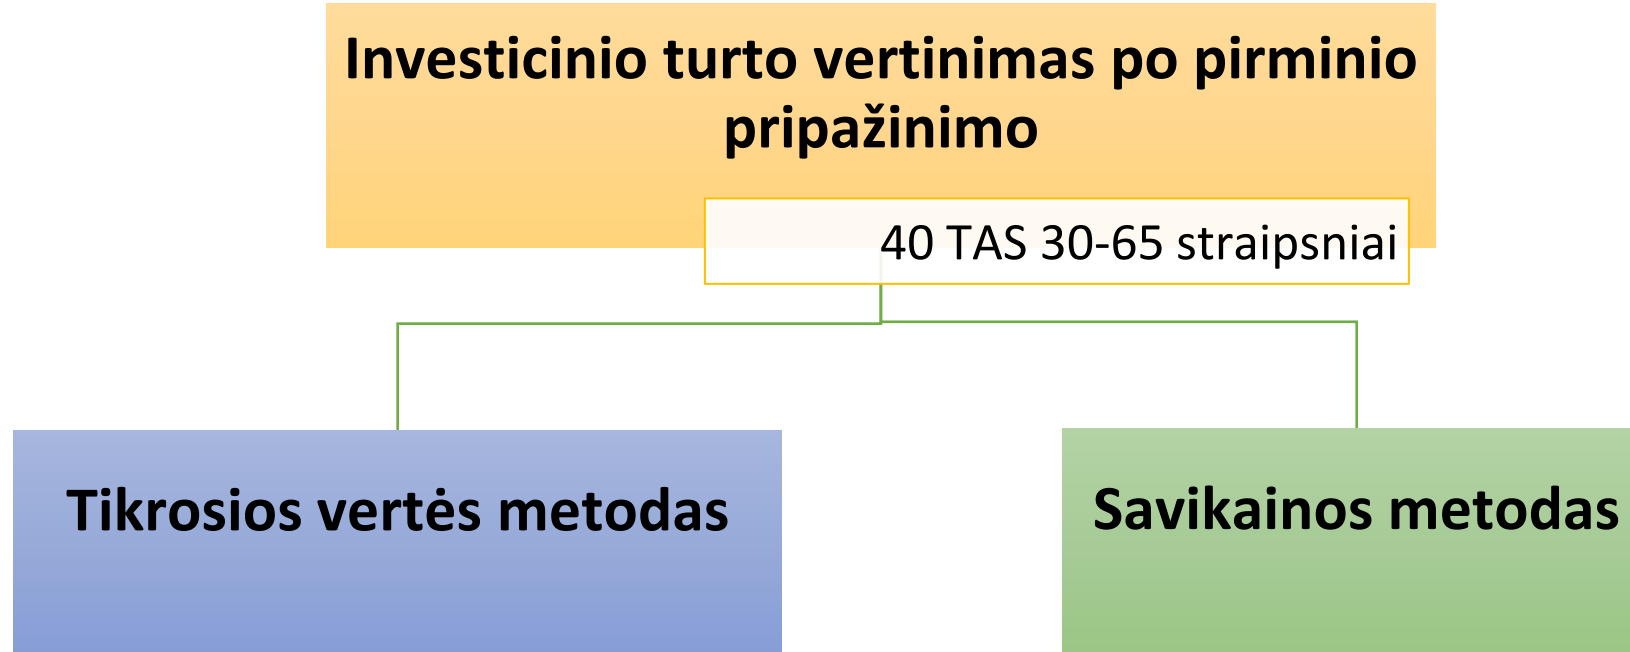 Investicinio turto vertinimas po pirminio
pripažinimo
40 TAS 30-65 straipsniai
Tikrosios vertės metodas
Savikainos metodas